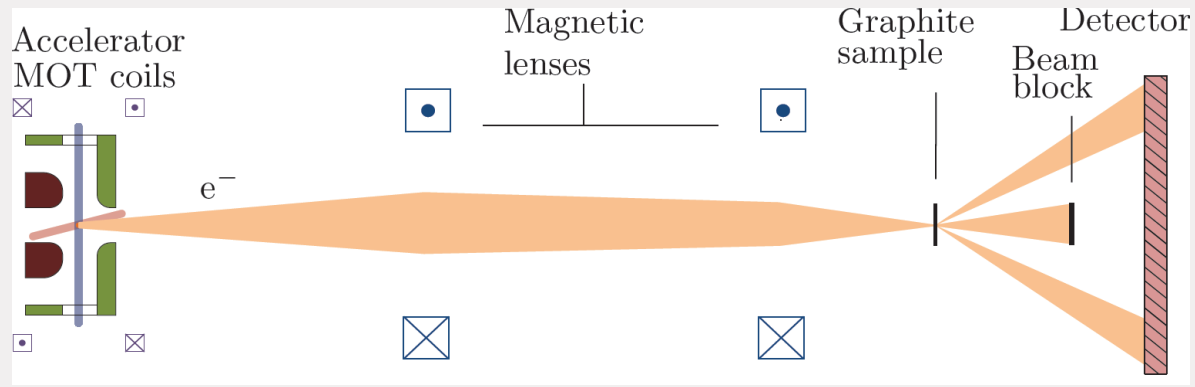 Accelerator
MOT coils
e⁻
Magnetic
lenses
Graphite
sample
Beam
block
Detector